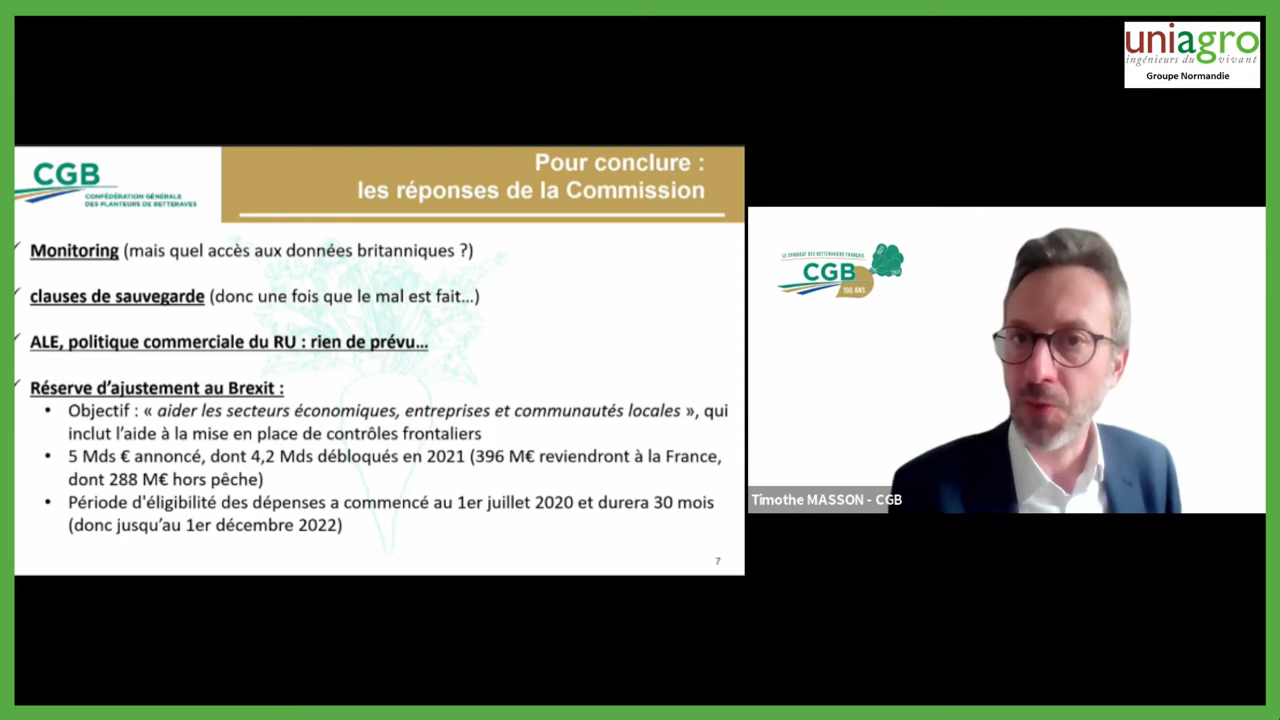 uniagro
ingénieurs du vivant
Groupe Normandie
CGB
CONFÉDÉRATION GÉNÉRALE
DES PLANTEURS DE BETTERAVES
Pour conclure :
les réponses de la Commission
Monitoring (mais quel accès aux données britanniques ?)
clauses de sauvegarde (donc une fois que le mal est fait...)
ALE, politique commerciale du RU : rien de prévu...
Réserve d'ajustement au Brexit :
• Objectif : « aider les secteurs économiques, entreprises et communautés locales », qui
inclut l'aide à la mise en place de contrôles frontaliers
• 5 Mds € annoncé, dont 4,2 Mds débloqués en 2021 (396 M€ reviendront à la France,
dont 288 M€ hors pêche)
• Période d'éligibilité des dépenses a commencé au 1er juillet 2020 et durera 30 mois
(donc jusqu'au 1er décembre 2022)
7
LE SYNDICAT DES BETTERAVIERS FRANÇAIS
CGB
100 ANS
Timothe MASSON - CGB